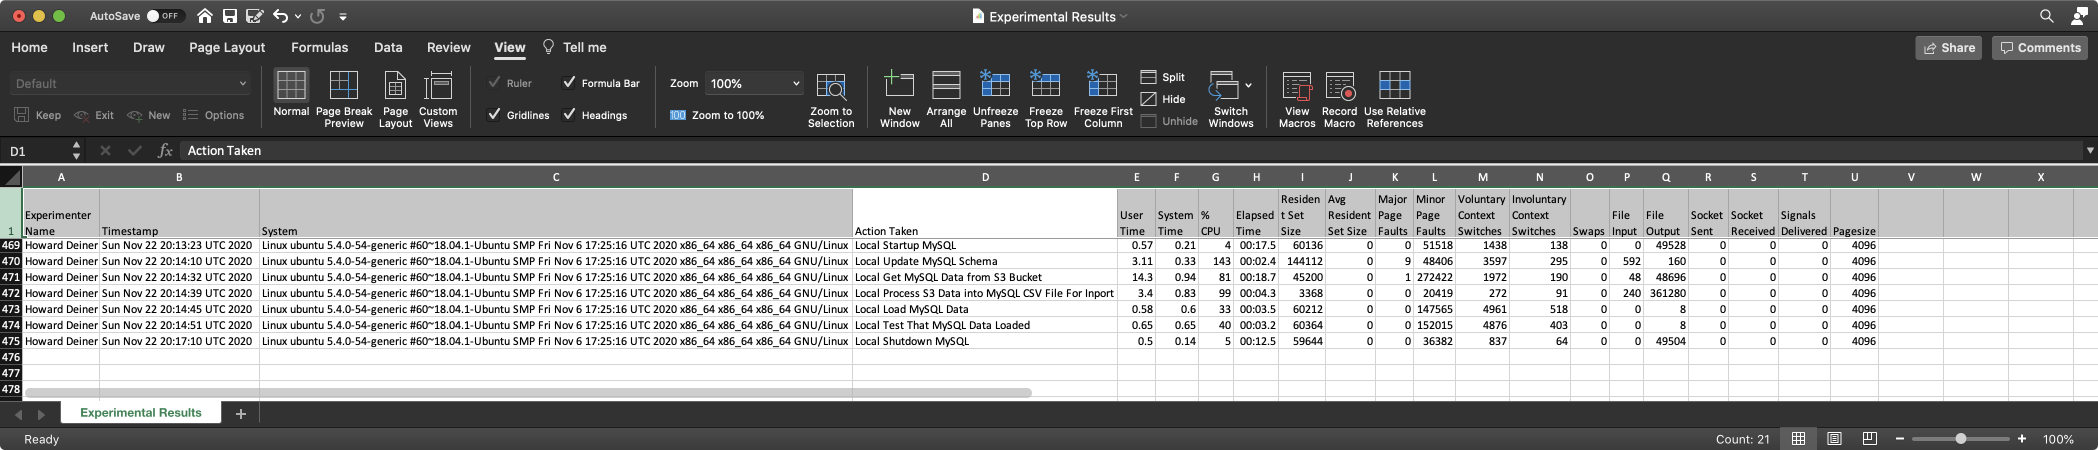 AutoSave OFF Experimental Results
Home Insert Draw Page Layout Formulas Data Review View Tell me Share Comments
Default Ruler Formula Bar Zoom 100% Split
Keep Exit New Options Normal Page Break Preview Page Layout Custom Views Gridlines Headings 100 Zoom to 100% Zoom to Selection New Window Arrange All Unfreeze Panes Freeze Top Row Freeze First Column Hide Unhide Switch Windows View Macros Record Macro Use Relative References
D1 fx Action Taken
A B C D E F G H I J K L M N O P Q R S T U V W X
1 Experimenter Name Timestamp System Action Taken User Time System Time % CPU Elapsed Time Residen t Set Size Avg Resident Set Size Major Page Faults Minor Page Faults Voluntary Context Switches Involuntary Context Switches Swaps File Input File Output Socket Sent Socket Received Signals Delivered Pagesize
469 Howard Deiner Sun Nov 22 20:13:23 UTC 2020 Linux ubuntu 5.4.0-54-generic #60~18.04.1-Ubuntu SMP Fri Nov 6 17:25:16 UTC 2020 x86_64 x86_64 x86_64 GNU/Linux Local Startup MySQL 0.57 0.21 4 00:17.5 60136 0 0 51518 1438 138 0 0 49528 0 0 0 4096
470 Howard Deiner Sun Nov 22 20:14:10 UTC 2020 Linux ubuntu 5.4.0-54-generic #60~18.04.1-Ubuntu SMP Fri Nov 6 17:25:16 UTC 2020 x86_64 x86_64 x86_64 GNU/Linux Local Update MySQL Schema 3.11 0.33 143 00:02.4 144112 0 9 48406 3597 295 0 592 160 0 0 0 4096
471 Howard Deiner Sun Nov 22 20:14:32 UTC 2020 Linux ubuntu 5.4.0-54-generic #60~18.04.1-Ubuntu SMP Fri Nov 6 17:25:16 UTC 2020 x86_64 x86_64 x86_64 GNU/Linux Local Get MySQL Data from S3 Bucket 14.3 0.94 81 00:18.7 45200 0 1 272422 1972 190 0 48 48696 0 0 0 4096
472 Howard Deiner Sun Nov 22 20:14:39 UTC 2020 Linux ubuntu 5.4.0-54-generic #60~18.04.1-Ubuntu SMP Fri Nov 6 17:25:16 UTC 2020 x86_64 x86_64 x86_64 GNU/Linux Local Process S3 Data into MySQL CSV File For Inport 3.4 0.83 99 00:04.3 3368 0 0 20419 272 91 0 240 361280 0 0 0 4096
473 Howard Deiner Sun Nov 22 20:14:45 UTC 2020 Linux ubuntu 5.4.0-54-generic #60~18.04.1-Ubuntu SMP Fri Nov 6 17:25:16 UTC 2020 x86_64 x86_64 x86_64 GNU/Linux Local Load MySQL Data 0.58 0.6 33 00:03.5 60212 0 0 147565 4961 518 0 0 8 0 0 0 4096
474 Howard Deiner Sun Nov 22 20:14:51 UTC 2020 Linux ubuntu 5.4.0-54-generic #60~18.04.1-Ubuntu SMP Fri Nov 6 17:25:16 UTC 2020 x86_64 x86_64 x86_64 GNU/Linux Local Test That MySQL Data Loaded 0.65 0.65 40 00:03.2 60364 0 0 152015 4876 403 0 0 8 0 0 0 4096
475 Howard Deiner Sun Nov 22 20:17:10 UTC 2020 Linux ubuntu 5.4.0-54-generic #60~18.04.1-Ubuntu SMP Fri Nov 6 17:25:16 UTC 2020 x86_64 x86_64 x86_64 GNU/Linux Local Shutdown MySQL 0.5 0.14 5 00:12.5 59644 0 0 36382 837 64 0 0 49504 0 0 0 4096
476
477
478
Experimental Results +
Ready Count: 21 − + 100%